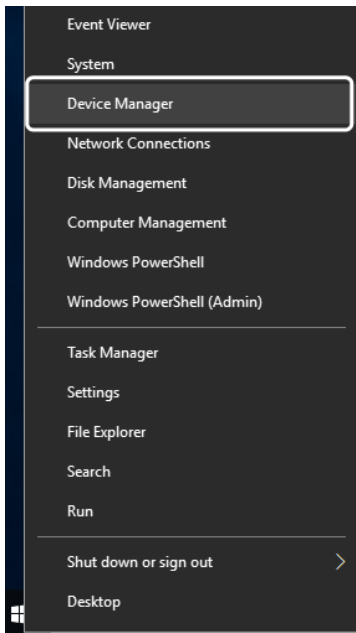 Event Viewer
System
Device Manager
Network Connections
Disk Management
Computer Management
Windows PowerShell
Windows PowerShell (Admin)
Task Manager
Settings
File Explorer
Search
Run
Shut down or sign out
Desktop